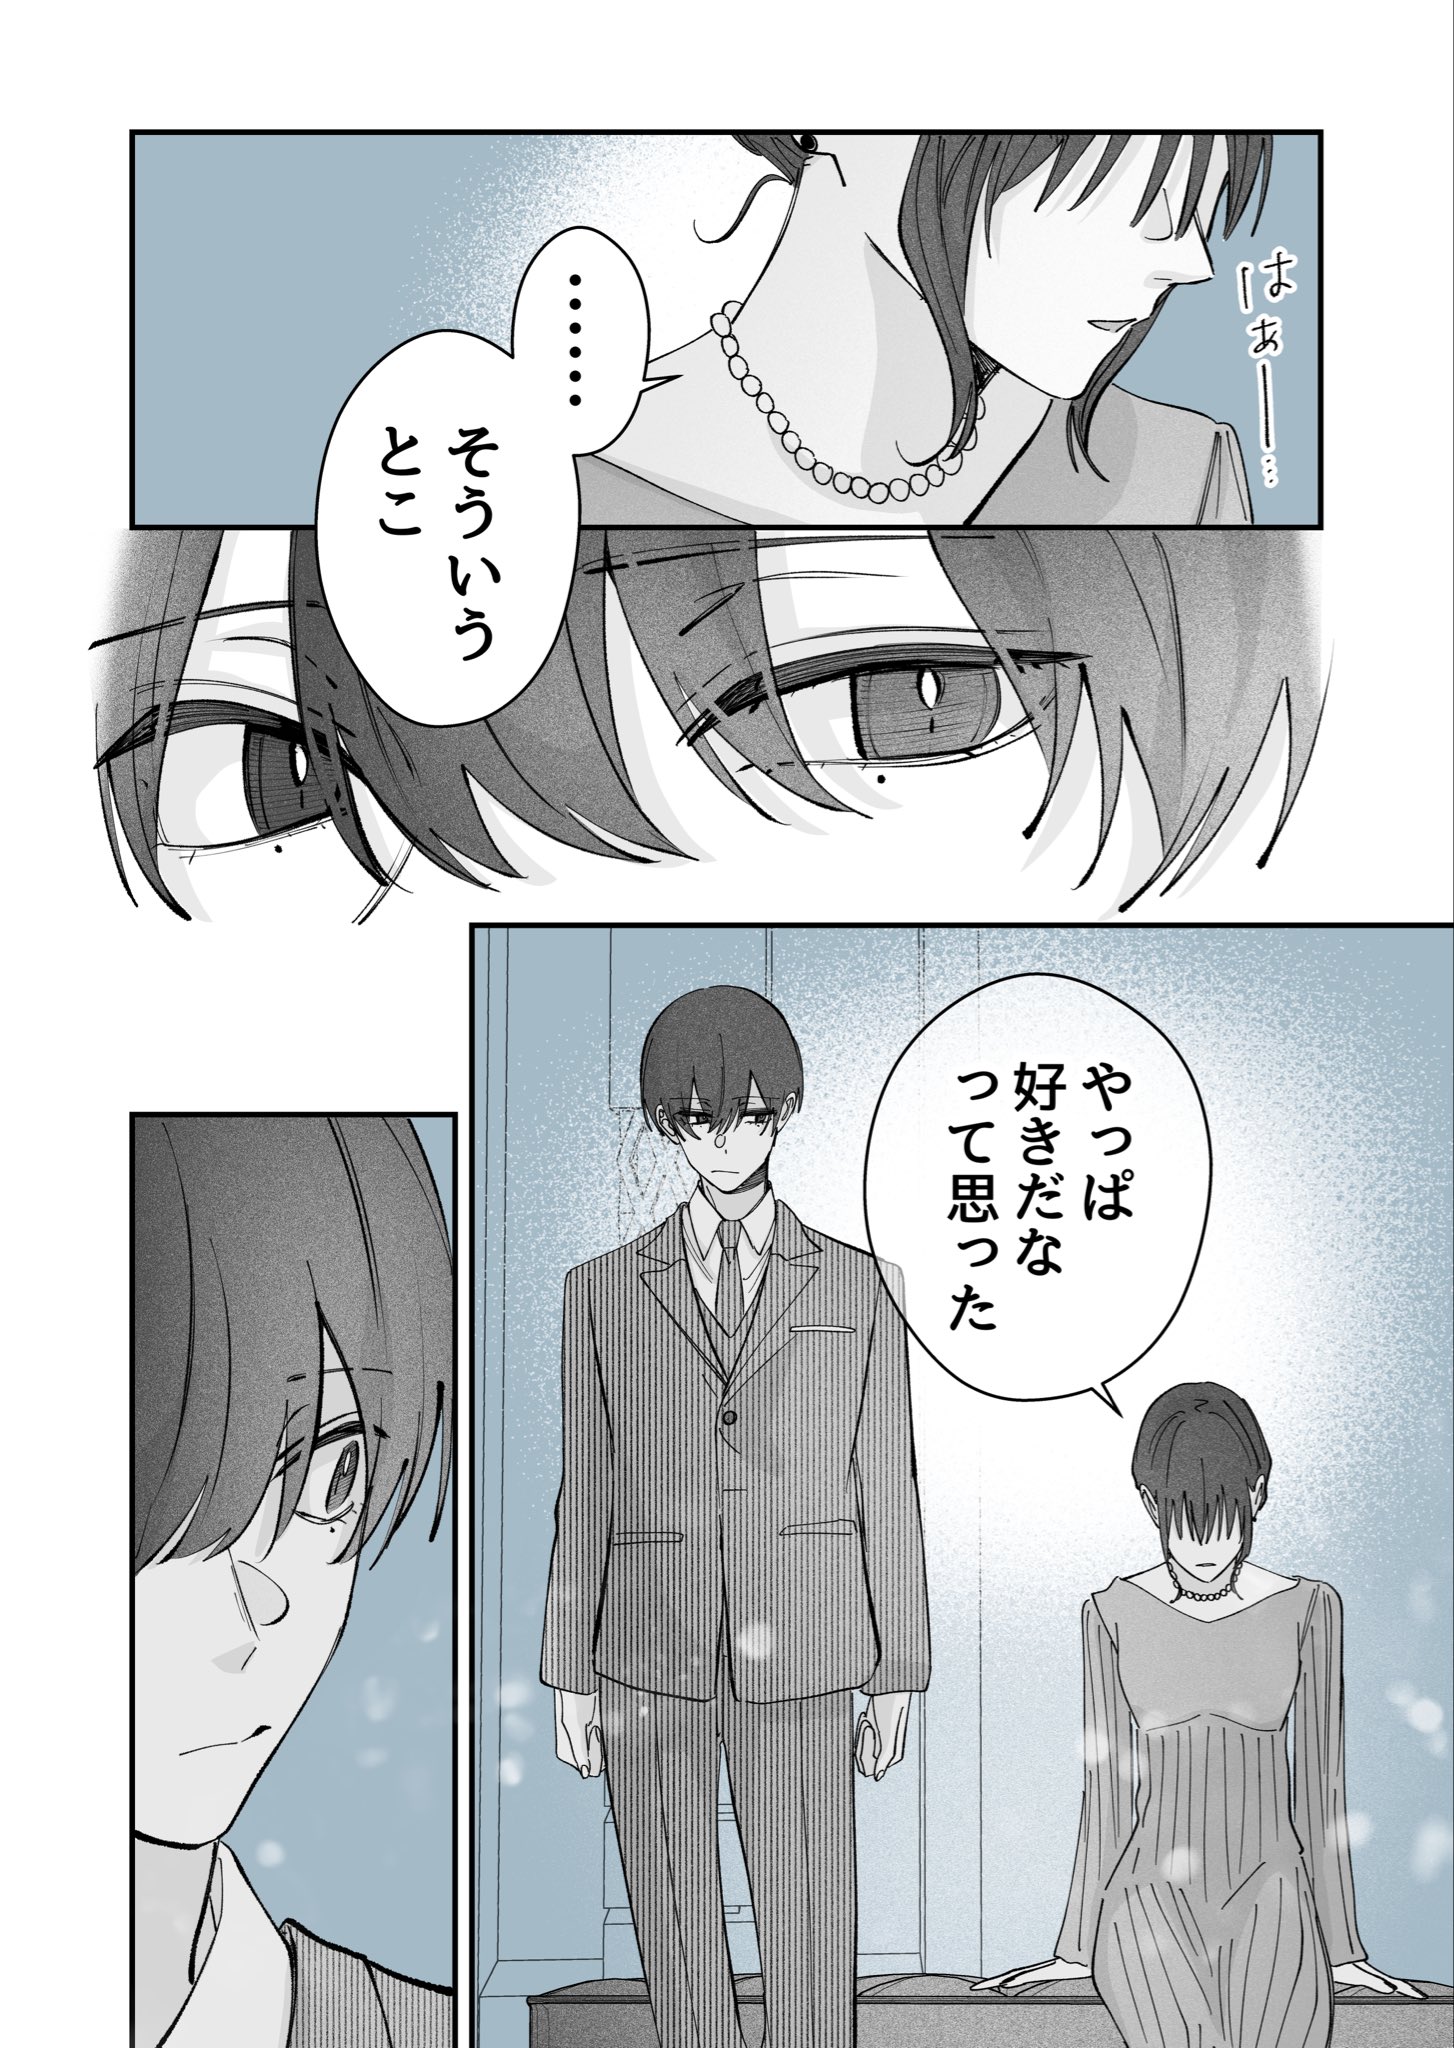 はぁー…
……
そういう
とこ
やっぱ
好きだな
って思った